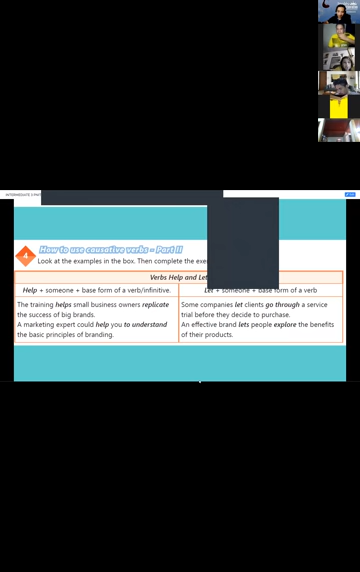 INTERMEDIATE
How to use causative verbs - Part II
4
Look at the examples in the box. Then complete the
Verbs Help and Let
Help + someone + base form of a verb/infinitive.
Let + someone + base form of a verb
The training helps small business owners replicate
the success of big brands.
A marketing expert could help you to understand
the basic principles of branding.
Some companies let clients go through a service
trial before they decide to purchase.
An effective brand lets people explore the benefits
of their products.